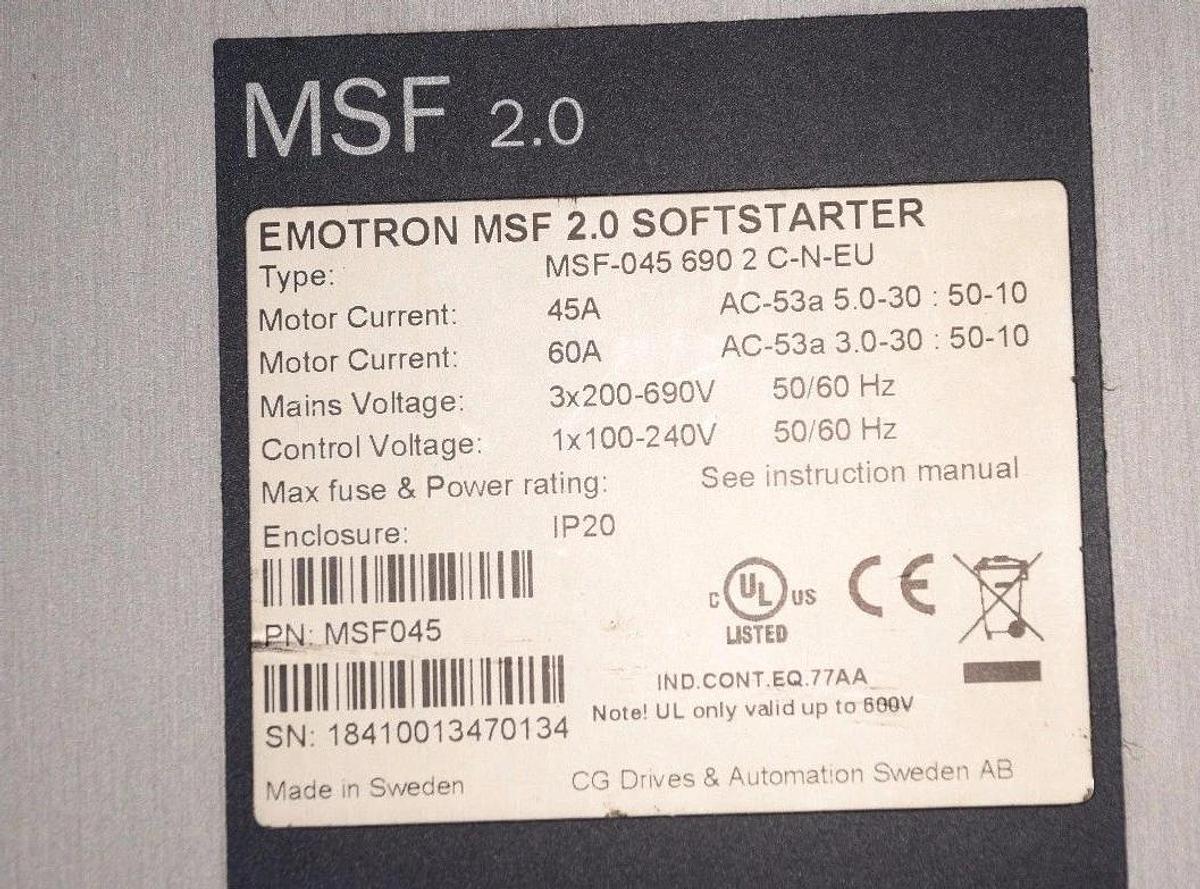 MSF 2.0
EMOTRON MSF 2.0 SOFTSTARTER
Type: MSF-045 690 2 C-N-EU
Motor Current: 45A AC-53a 5.0-30 : 50-10
Motor Current: 60A AC-53a 3.0-30 : 50-10
Mains Voltage: 3x200-690V 50/60 Hz
Control Voltage: 1x100-240V 50/60 Hz
Max fuse & Power rating: See instruction manual
Enclosure: IP20
C UL US CE
LISTED
PN: MSF045
IND.CONT.EQ.77AA
Note! UL only valid up to 600V
SN: 18410013470134
Made in Sweden CG Drives & Automation Sweden AB